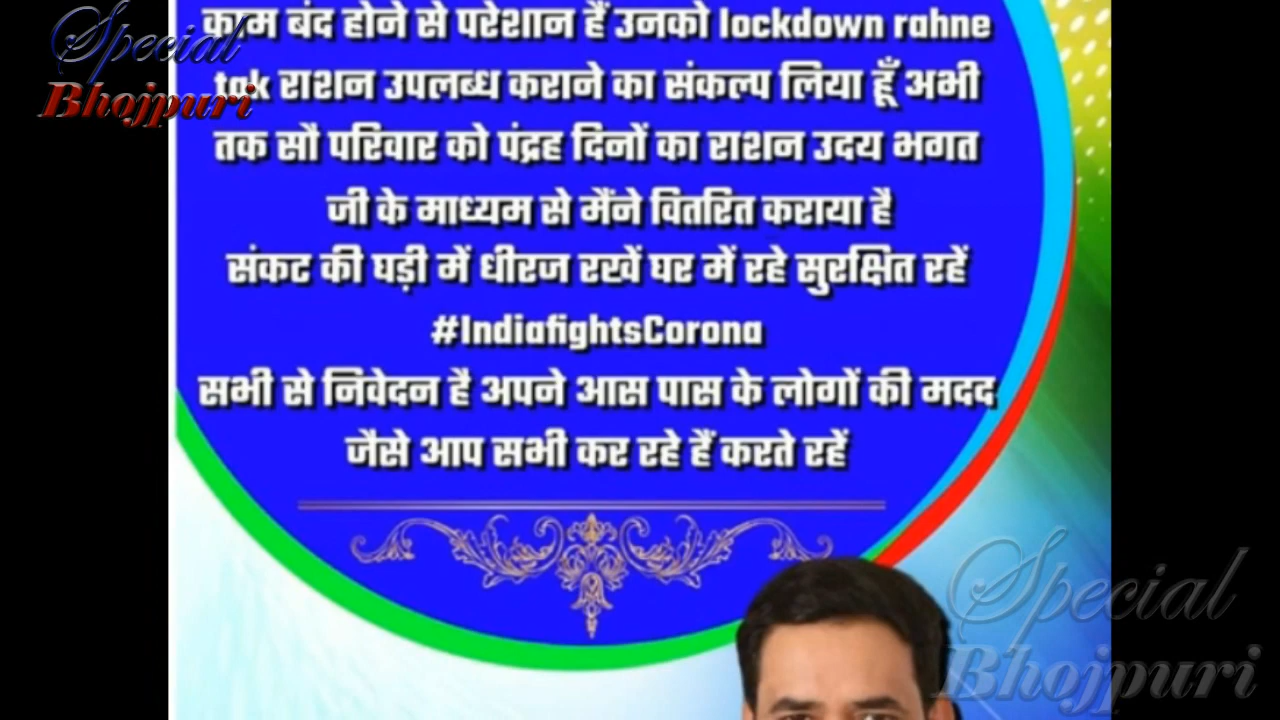 Special
Bhojpuri
काम बंद होने से परेशान हैं उनको lockdown rahne
tak राशन उपलब्ध कराने का संकल्प लिया हूँ अभी
तक सौ परिवार को पंद्रह दिनों का राशन उदय भगत
जी के माध्यम से मैंने वितरित कराया है
संकट की घड़ी में धीरज रखें घर में रहे सुरक्षित रहें
#IndiafightsCorona
सभी से निवेदन है अपने आस पास के लोगों की मदद
जैसे आप सभी कर रहे हैं करते रहें
Special
Bhojpuri